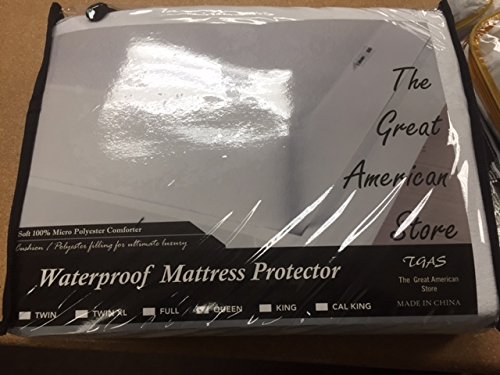 The
Great
American
Store
Soft 100% Micro Polyester Comforter
Cushion / Polyester filling for ultimate luxury
Waterproof Mattress Protector
TGAS
The Great American
Store
MADE IN CHINA
TWIN TWIN XL FULL QUEEN KING CAL KING